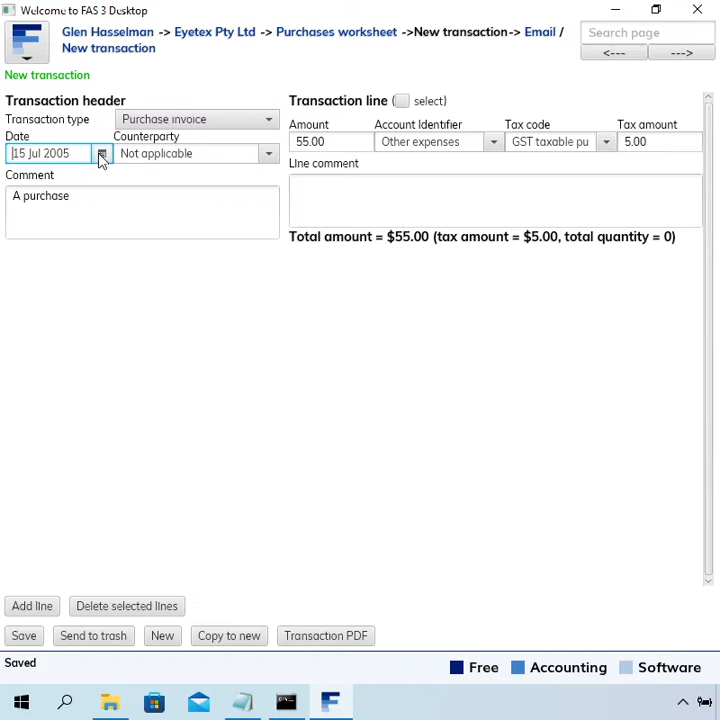 Welcome to FAS 3 Desktop
Glen Hasselman -> Eyetex Pty Ltd -> Purchases worksheet ->New transaction-> Email /
New transaction
Search page
<---
--->
New transaction
Transaction header
Transaction line ( select)
Transaction type
Purchase invoice
Date
Counterparty
15 Jul 2005
Not applicable
Comment
A purchase
Amount
Account Identifier
Tax code
Tax amount
55.00
Other expenses
GST taxable pu
5.00
LIne comment
Total amount = $55.00 (tax amount = $5.00, total quantity = 0)
Add line
Delete selected lines
Save
Send to trash
New
Copy to new
Transaction PDF
Saved
Free
Accounting
Software